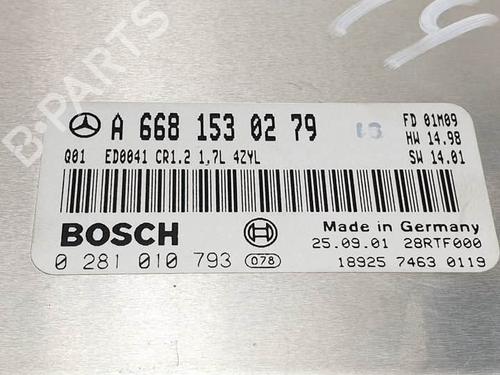 B-PARTS
A 668 153 02 79
FD 01M09
HW 14.98
SW 14.01
Q01 ED0041 CR1.2 1,7L 4ZYL
BOSCH
Made in Germany
25.09.01 28RTF000
0 281 010 793 078
18925 7463 0119